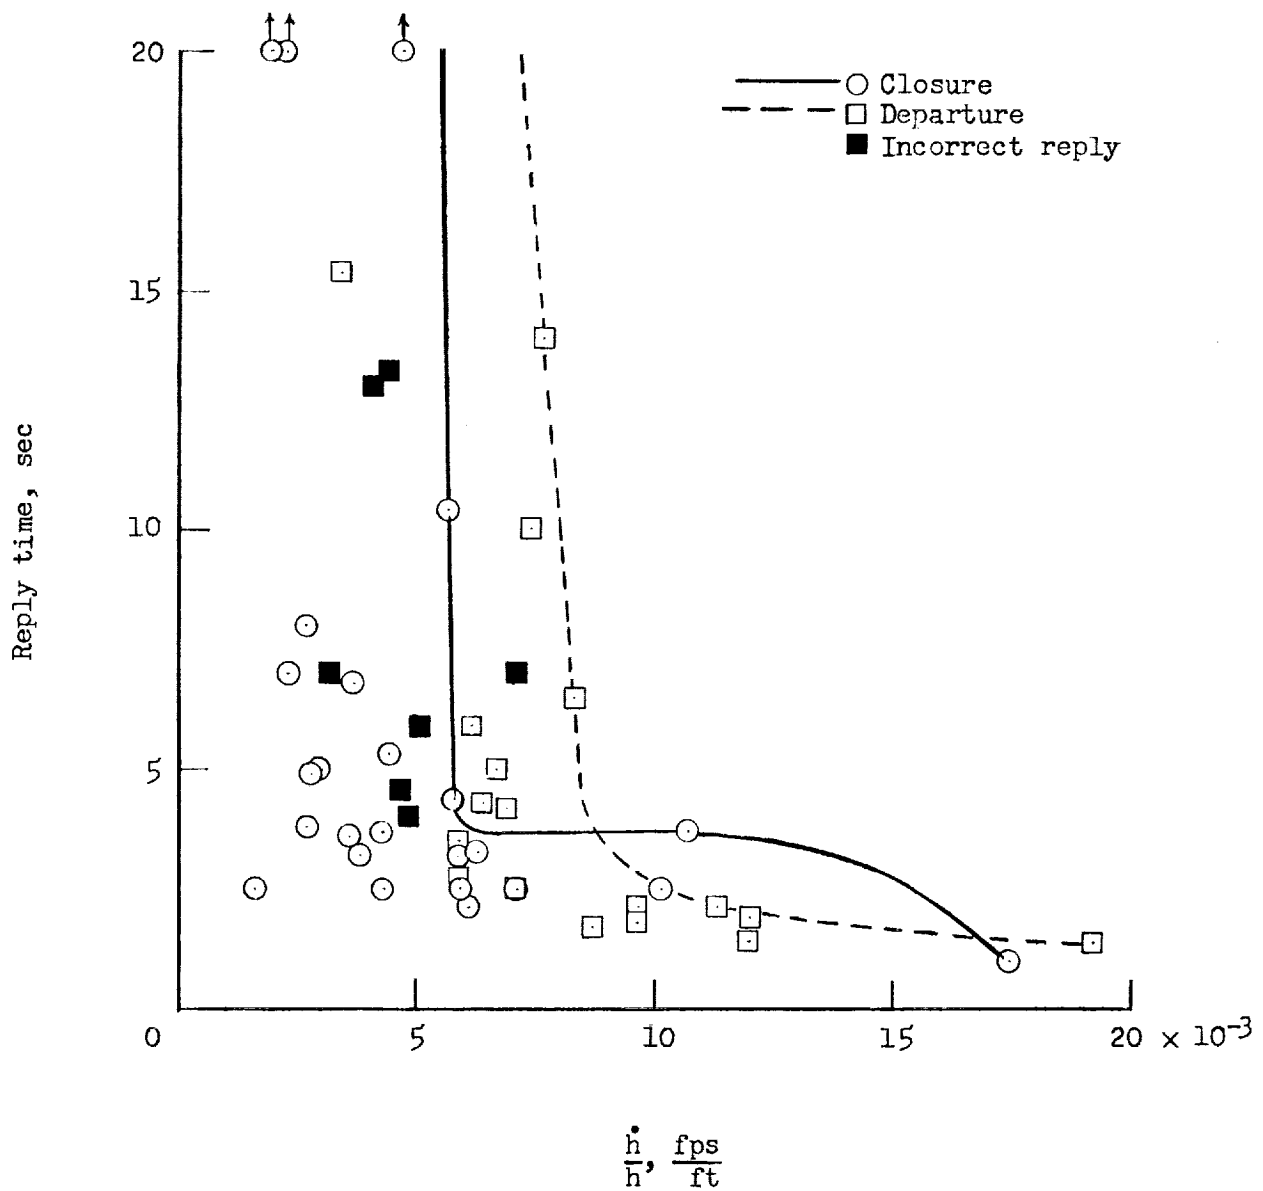 20
15
10
5
0
5
10
15
20 × 10⁻³
Reply time, sec
Closure
Departure
Incorrect reply
ḣ/h, fps/ft